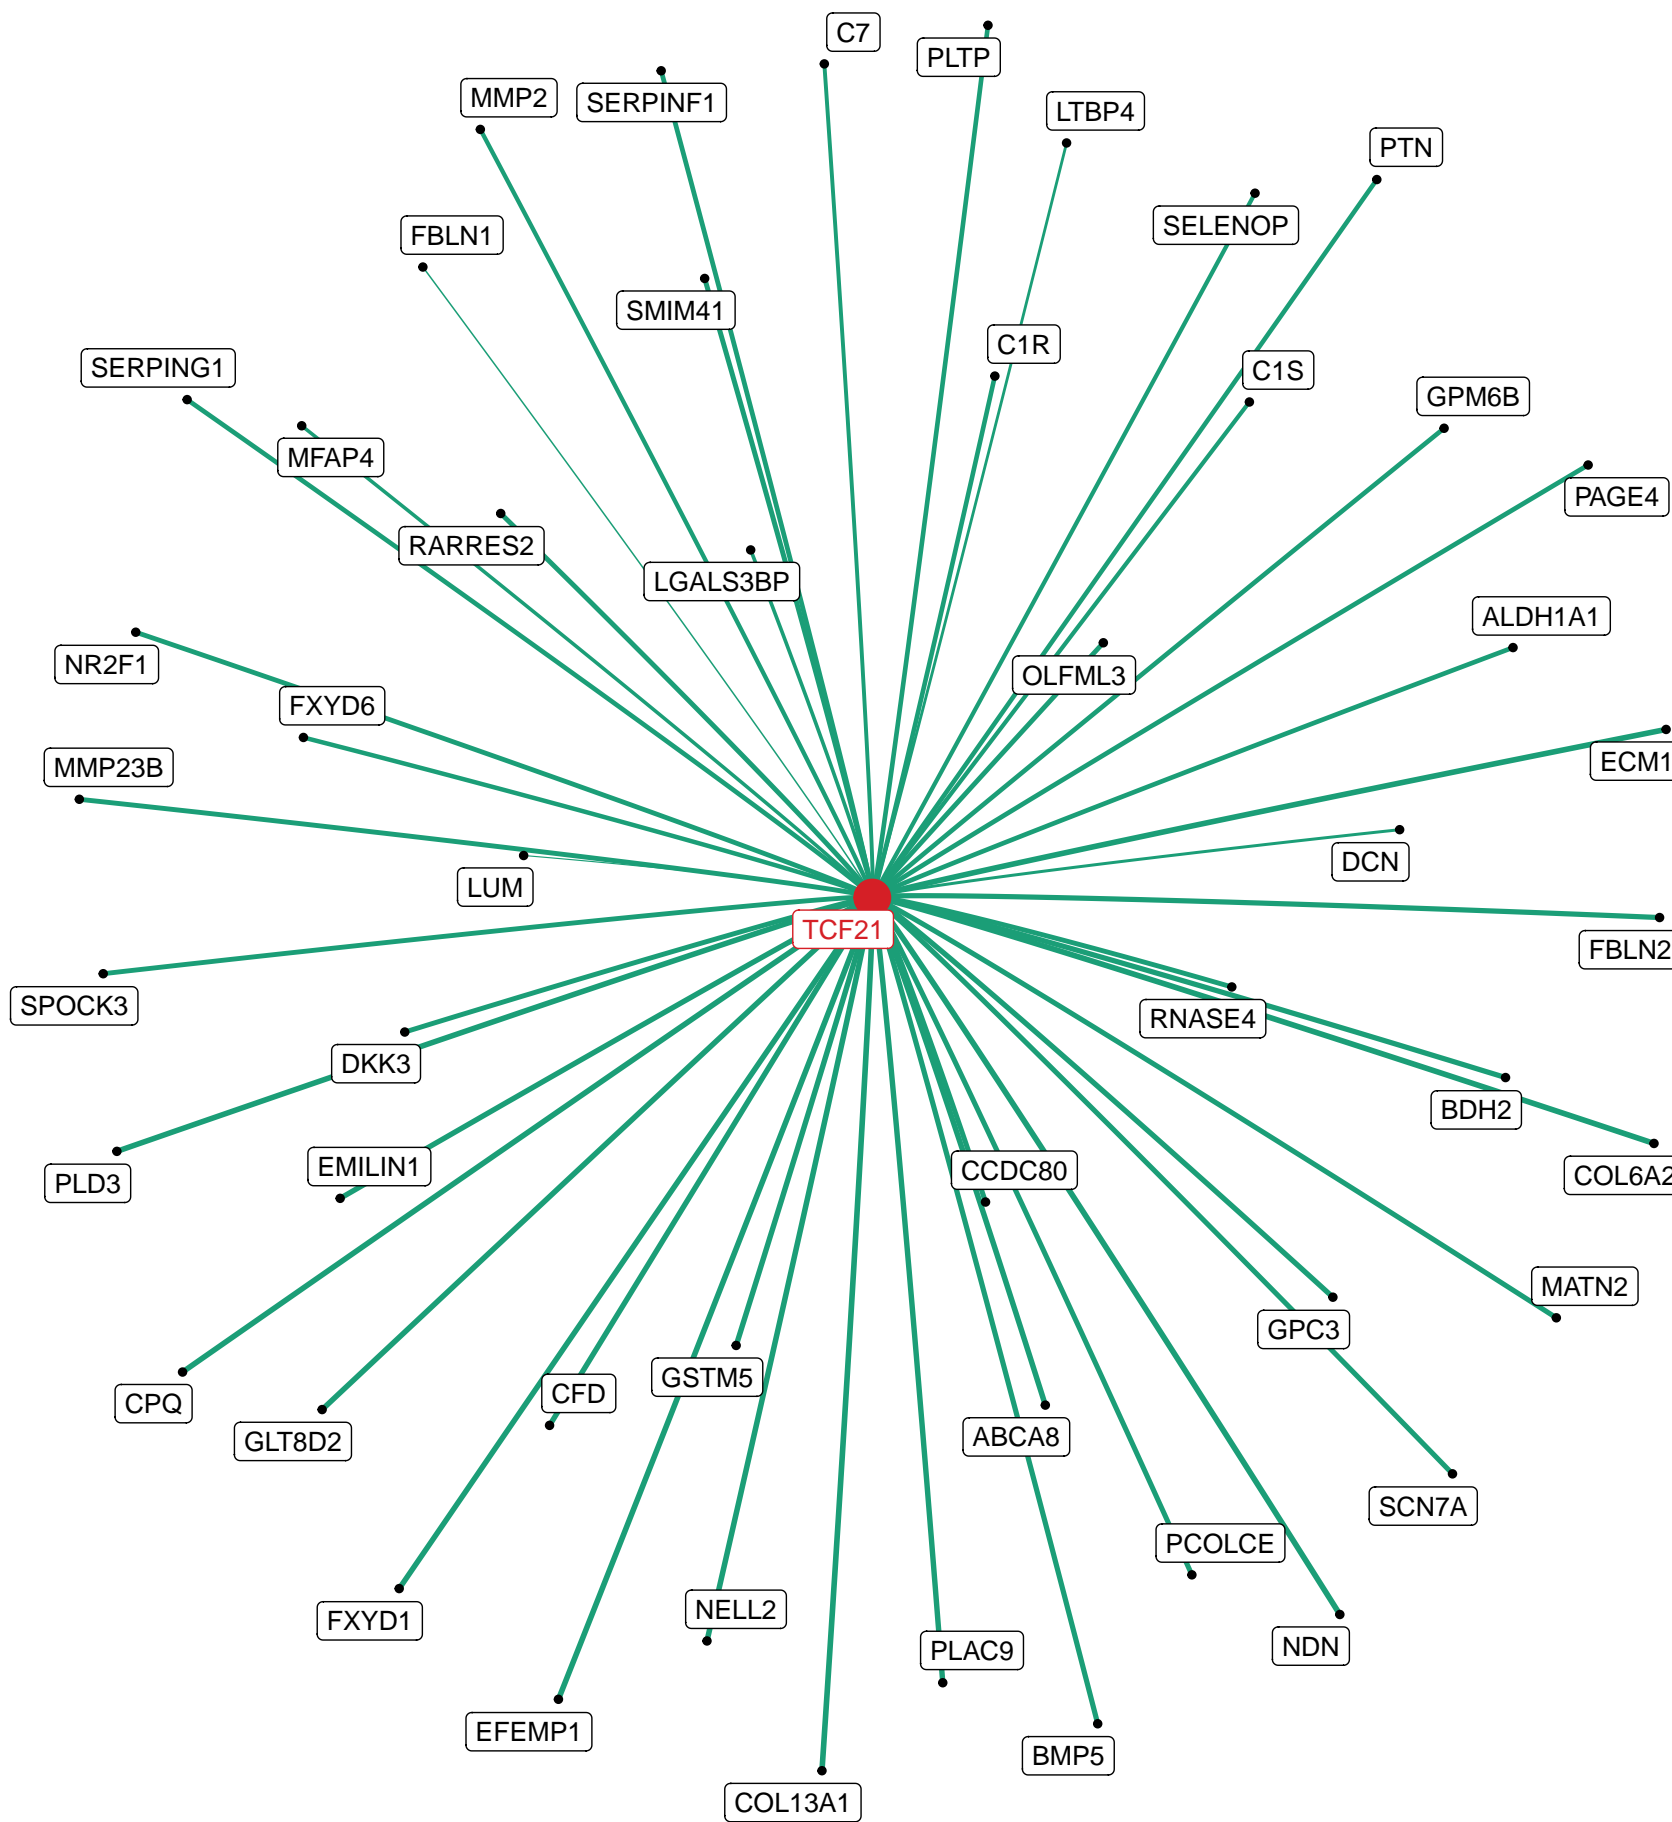 C7
PLTP
MMP2
SERPINF1
LTBP4
PTN
SELENOP
FBLN1
SMIM41
C1R
SERPING1
C1S
GPM6B
MFAP4
PAGE4
RARRES2
LGALS3BP
ALDH1A1
NR2F1
OLFML3
FXYD6
MMP23B
ECM1
DCN
LUM
TCF21
FBLN2
SPOCK3
RNASE4
DKK3
BDH2
EMILIN1
CCDC80
COL6A2
PLD3
MATN2
GPC3
GSTM5
CFD
CPQ
ABCA8
GLT8D2
SCN7A
PCOLCE
NELL2
FXYD1
NDN
PLAC9
EFEMP1
BMP5
COL13A1